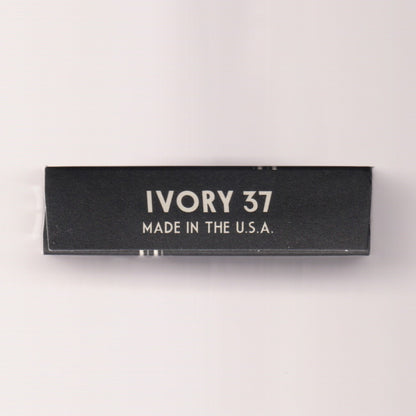 IVORY 37
MADE IN THE U.S.A.